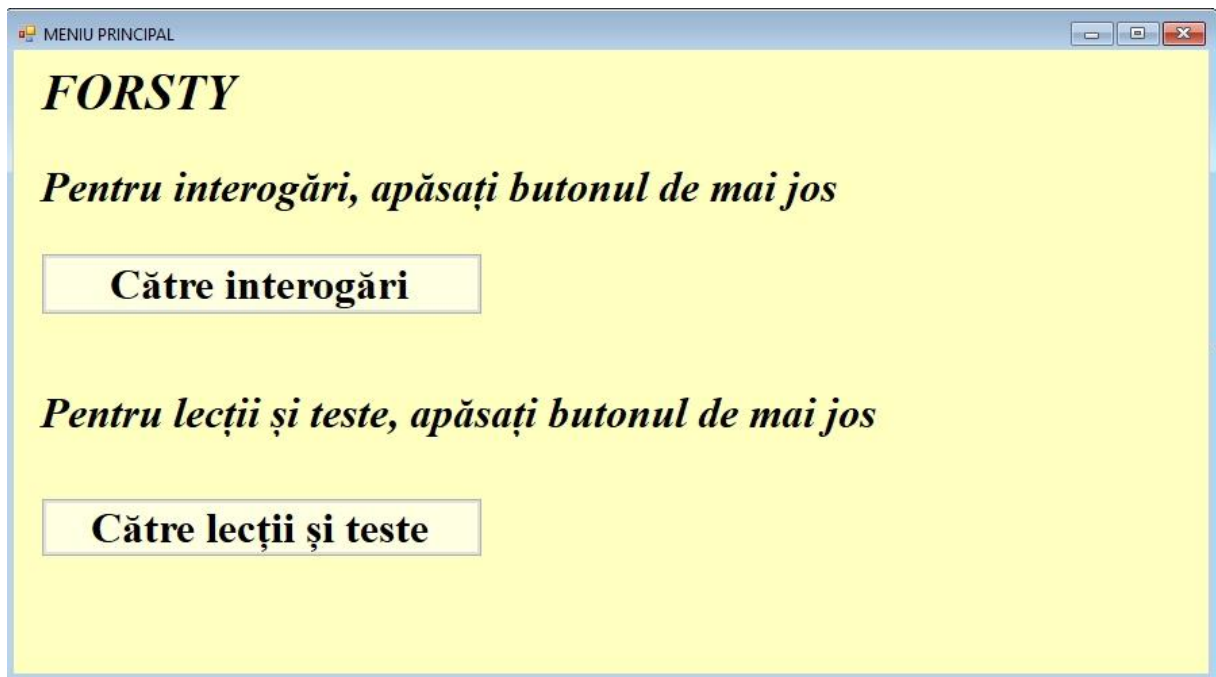 MENIU PRINCIPAL
FORSTY
Pentru interogări, apăsați butonul de mai jos
Către interogări
Pentru lecții și teste, apăsați butonul de mai jos
Către lecții și teste